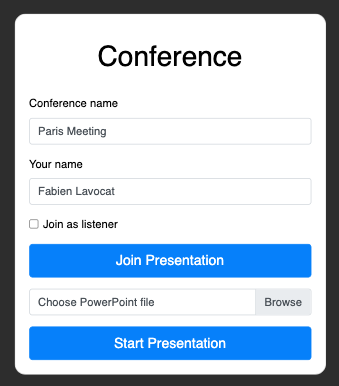 Conference
Conference name
Paris Meeting
Your name
Fabien Lavocat
Join as listener
Join Presentation
Choose PowerPoint file Browse
Start Presentation